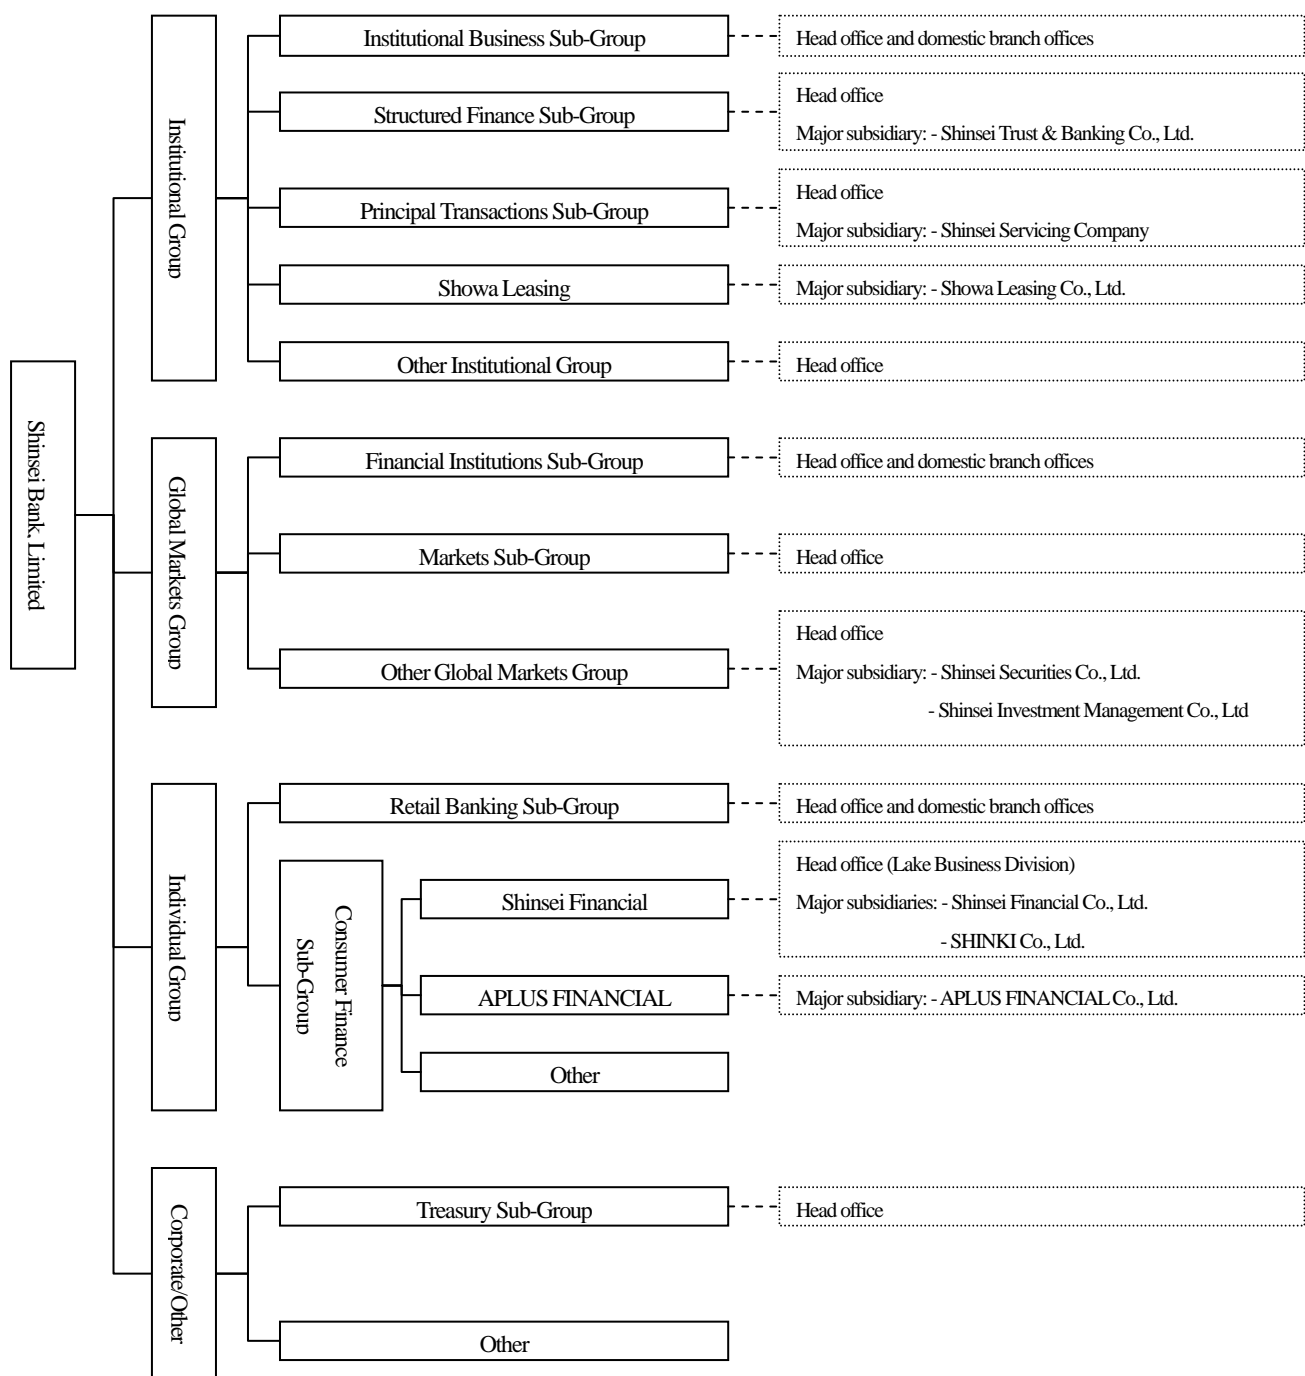 Shinsei Bank, Limited
Institutional Group
Institutional Business Sub-Group
Head office and domestic branch offices
Structured Finance Sub-Group
Head office
Major subsidiary: - Shinsei Trust & Banking Co., Ltd.
Principal Transactions Sub-Group
Head office
Major subsidiary: - Shinsei Servicing Company
Showa Leasing
Major subsidiary: - Showa Leasing Co., Ltd.
Other Institutional Group
Head office
Global Markets Group
Financial Institutions Sub-Group
Head office and domestic branch offices
Markets Sub-Group
Head office
Other Global Markets Group
Head office
Major subsidiary: - Shinsei Securities Co., Ltd.
- Shinsei Investment Management Co., Ltd
Individual Group
Retail Banking Sub-Group
Head office and domestic branch offices
Consumer Finance
Sub-Group
Shinsei Financial
Head office (Lake Business Division)
Major subsidiaries: - Shinsei Financial Co., Ltd.
- SHINKI Co., Ltd.
APLUS FINANCIAL
Major subsidiary: - APLUS FINANCIAL Co., Ltd.
Other
Corporate/Other
Treasury Sub-Group
Head office
Other